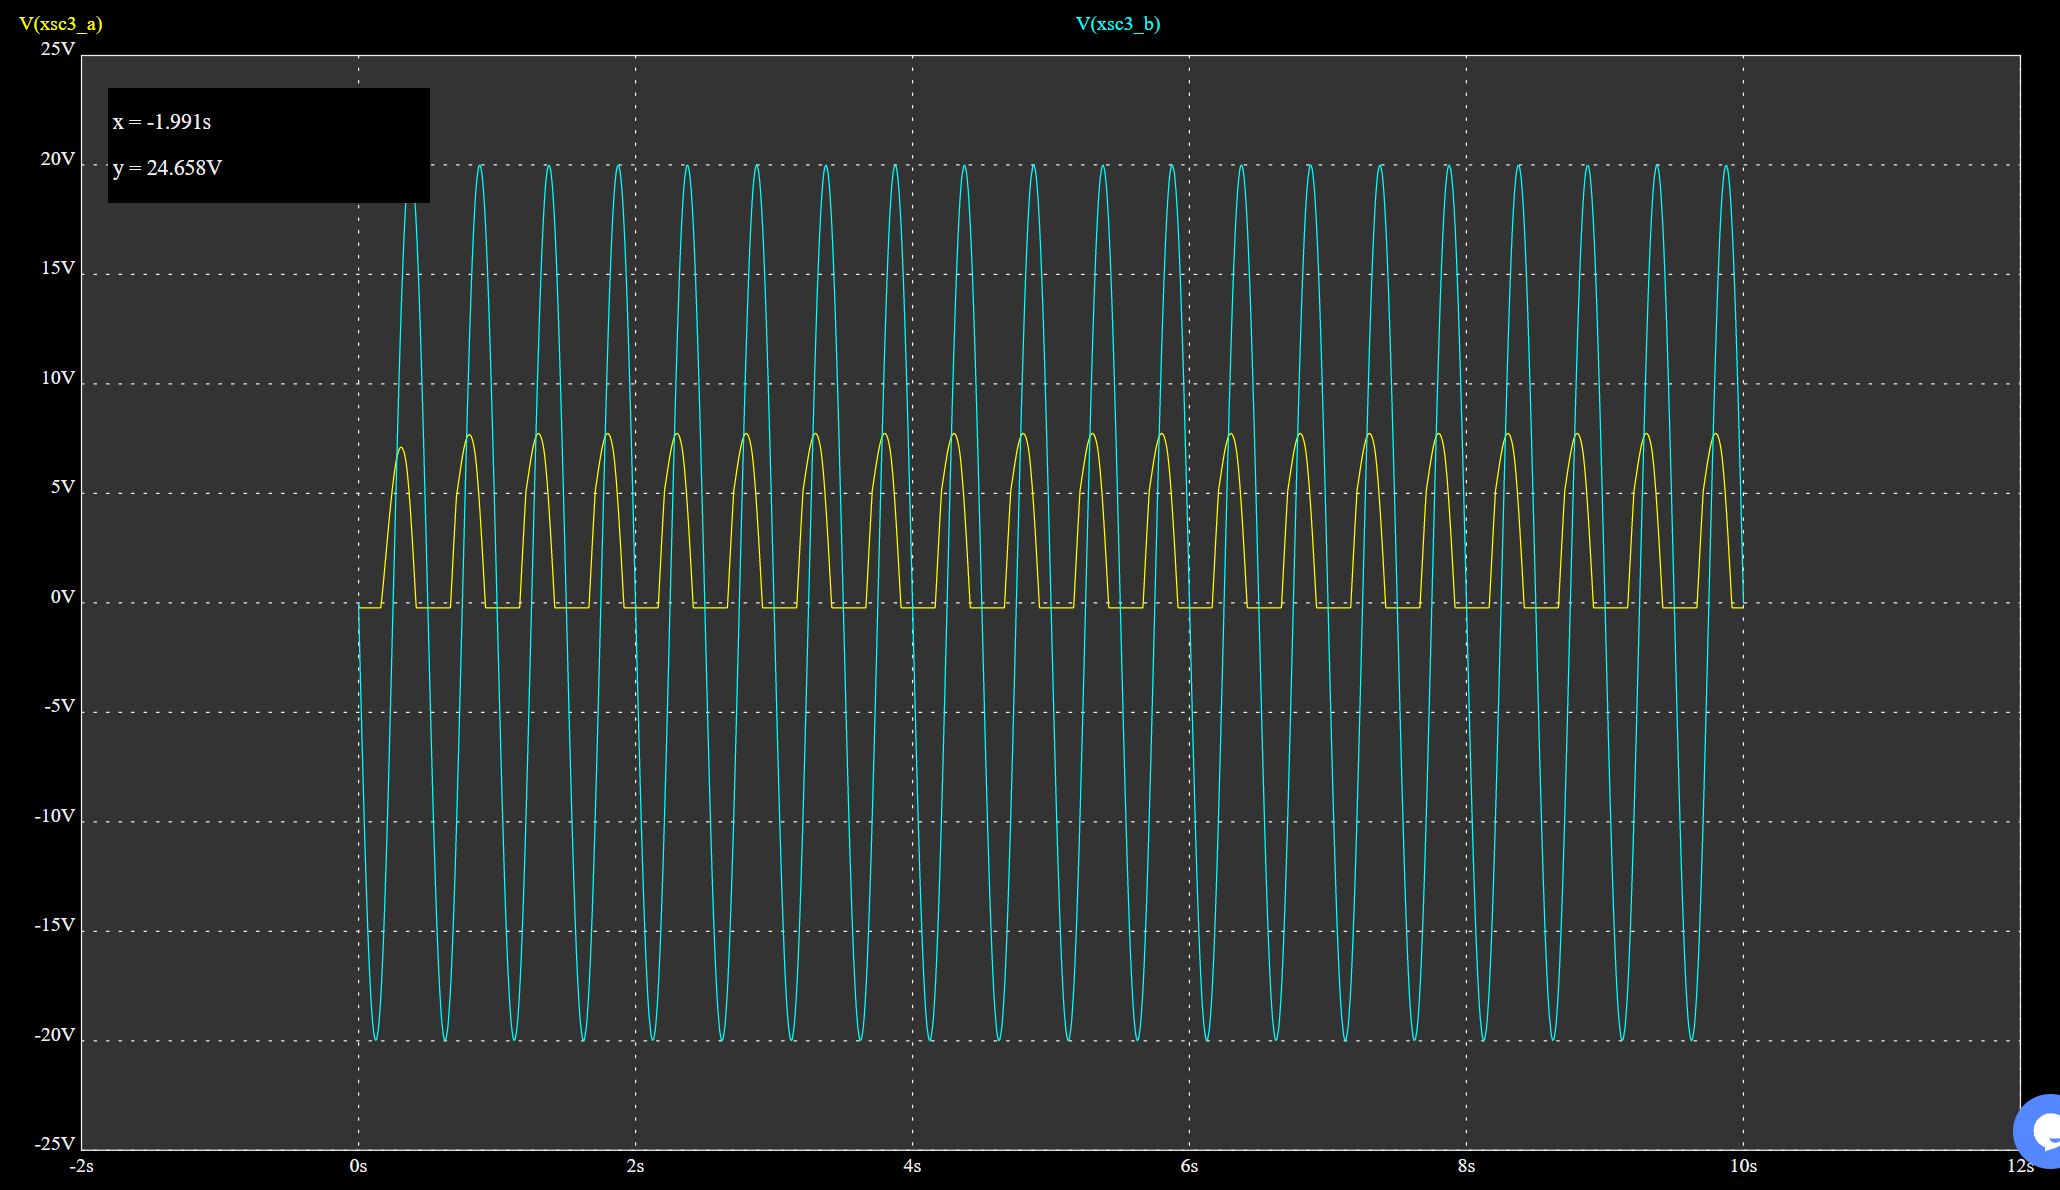 V(xsc3_a)
V(xsc3_b)
25V
x = -1.991s
20V
y = 24.658V
15V
10V
5V
0V
-5V
-10V
-15V
-20V
-25V
-2s 0s 2s 4s 6s 8s 10s 12s